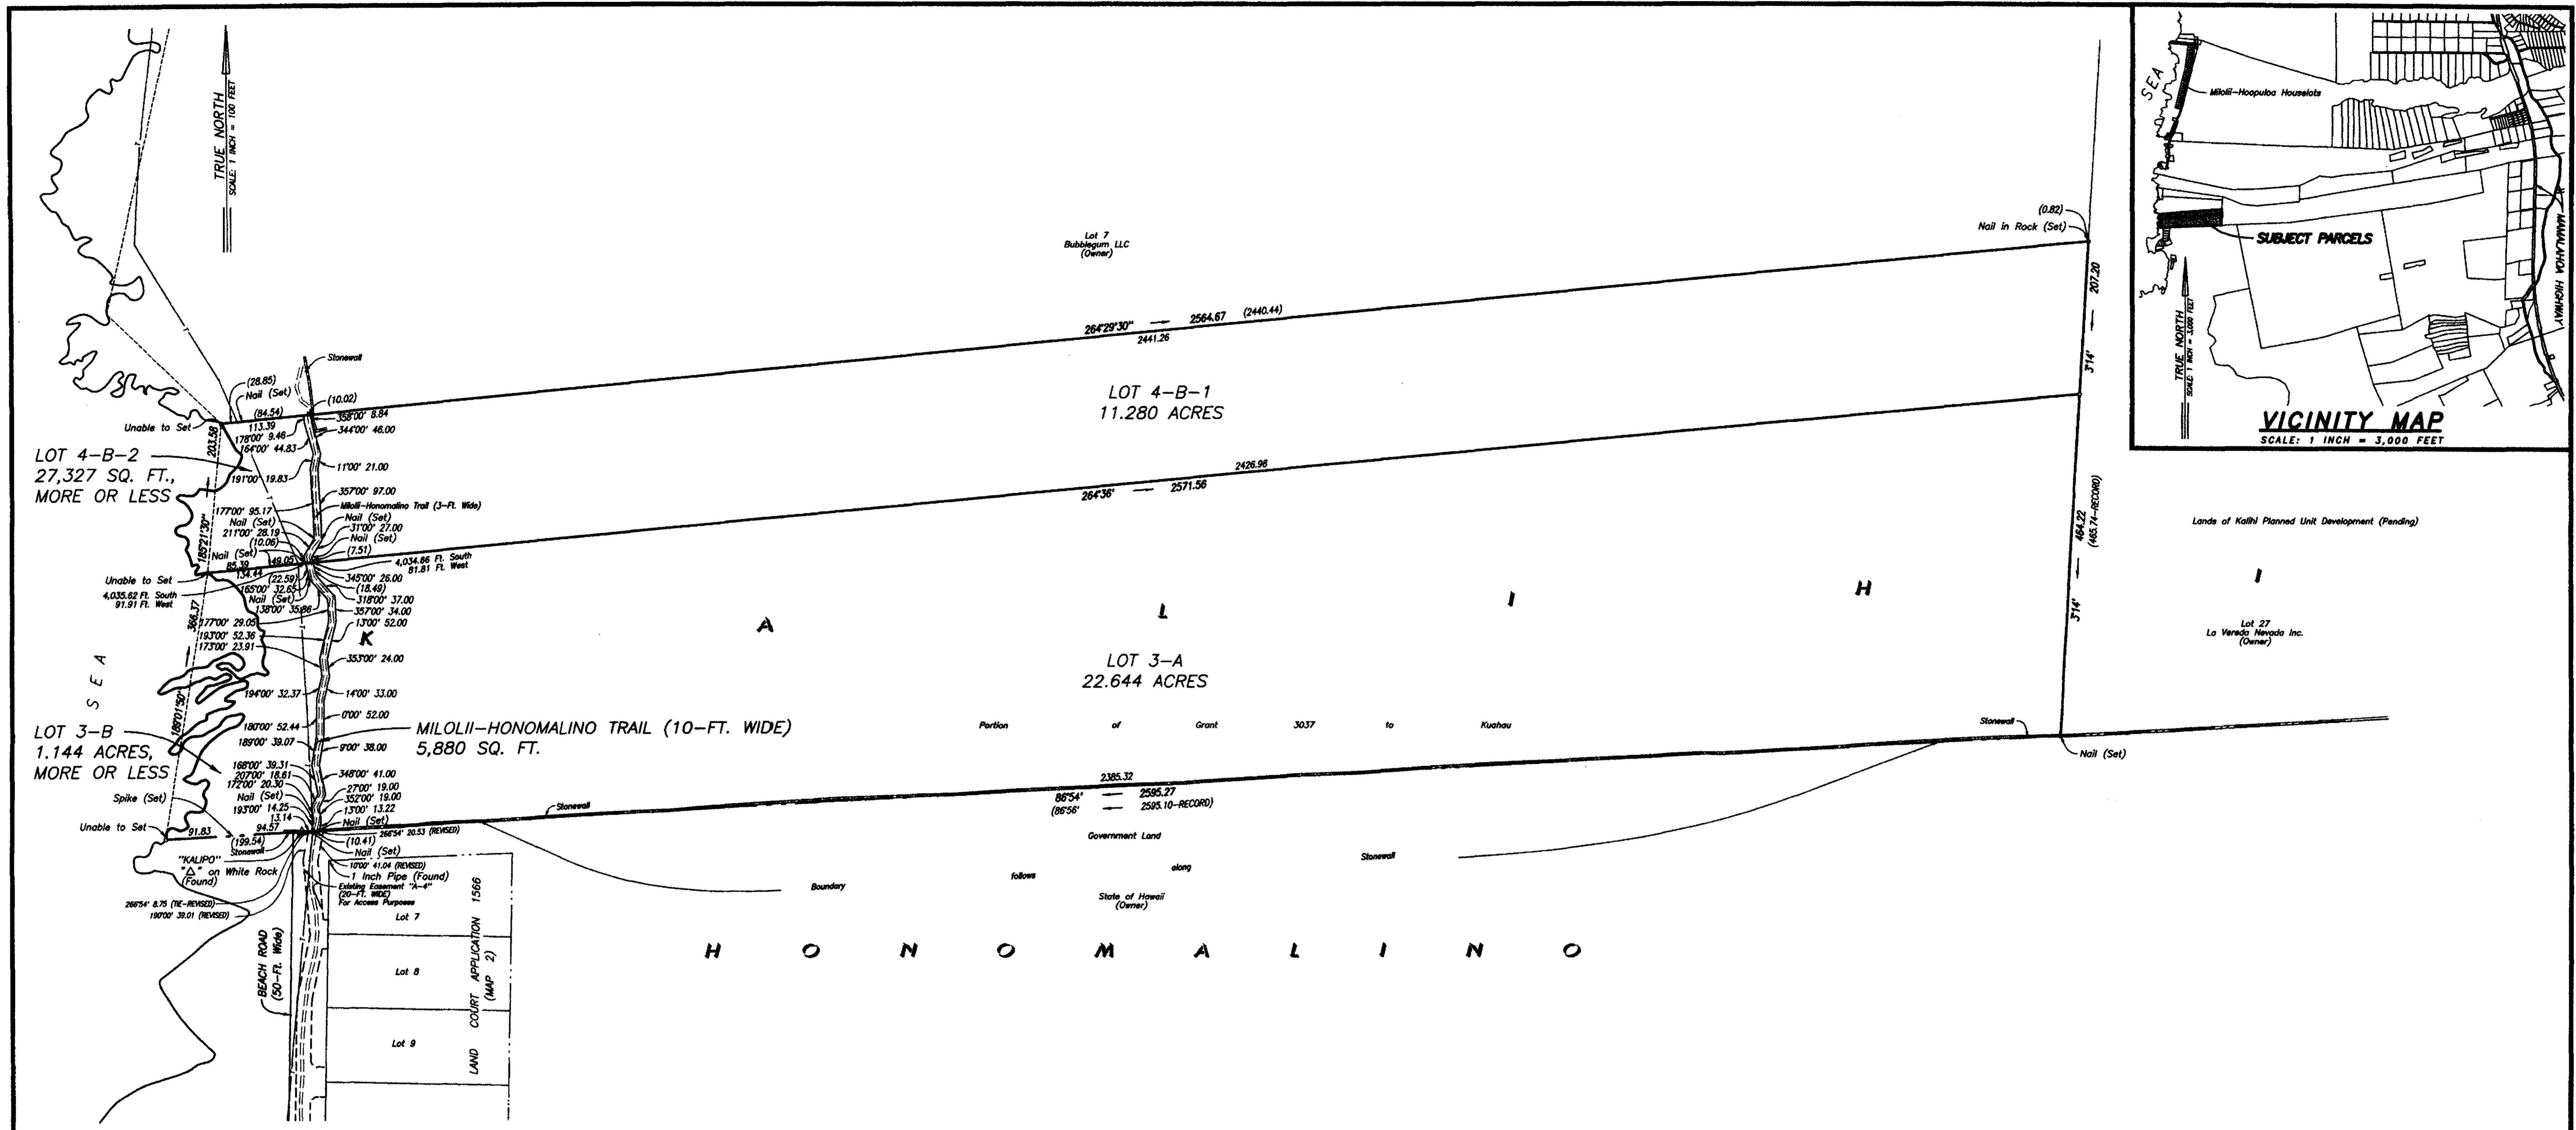 TRUE NORTH
SCALE: 1 INCH = 100 FEET
Lot 7
Bubblegum LLC
(Owner)
(0.82)
Nail in Rock (Set)
207.20
3°14'
264°29'30" 2564.67 (2440.44)
2441.26
Stonewall
(28.85)
Nail (Set)
(84.54)
113.39
Unable to Set
178°00' 9.46
164°00' 44.83
(10.02)
358°00' 8.84
344°00' 46.00
LOT 4-B-1
11.280 ACRES
LOT 4-B-2
27,327 SQ. FT.,
MORE OR LESS
203.58
185°21'30"
191°00' 19.83
11°00' 21.00
357°00' 97.00
Milolii-Honomalino Trail (3-Ft. Wide)
177°00' 95.17
Nail (Set)
211°00' 28.19
(10.06)
Nail (Set)
Nail (Set)
31°00' 27.00
Nail (Set)
(7.51)
85.39
(49.05)
134.44
4,034.66 Ft. South
81.81 Ft. West
2426.98
264°36' 2571.56
Unable to Set
4,035.62 Ft. South
91.91 Ft. West
(22.59)
165°00' 32.65
Nail (Set)
138°00' 35.86
345°00' 26.00
(18.49)
318°00' 37.00
357°00' 34.00
13°00' 52.00
366.37
189°01'50"
177°00' 29.05
193°00' 52.36
173°00' 23.91
353°00' 24.00
464.22
(465.74-RECORD)
3°14'
Lands of Kalihi Planned Unit Development (Pending)
K A L I H I
Lot 27
La Vereda Nevada Inc.
(Owner)
LOT 3-A
22.644 ACRES
SEA
194°00' 32.37
14°00' 33.00
0°00' 52.00
LOT 3-B
1.144 ACRES,
MORE OR LESS
180°00' 52.44
189°00' 39.07
MILOLII-HONOMALINO TRAIL (10-FT. WIDE)
5,880 SQ. FT.
9°00' 38.00
Portion of Grant 3037 to Kuahau
Stonewall
Nail (Set)
168°00' 39.31
207°00' 18.61
172°00' 20.30
Nail (Set)
193°00' 14.25
13.14
348°00' 41.00
27°00' 19.00
352°00' 19.00
13°00' 13.22
Nail (Set)
266°54' 20.53 (REVISED)
(10.41)
Nail (Set)
Spike (Set)
Unable to Set
91.83
94.57
(199.54)
Stonewall
Stonewall
2385.32
86°54' 2595.27
(86°56' 2595.10-RECORD)
"KALIPO"
"△" on White Rock
(Found)
10°00' 41.04 (REVISED)
1 Inch Pipe (Found)
Existing Easement "A-4"
(20-FT. WIDE)
For Access Purposes
266°54' 8.75 (TIE-REVISED)
190°00' 39.01 (REVISED)
Government Land
Boundary follows along Stonewall
State of Hawaii
(Owner)
BEACH ROAD
(50-Ft. Wide)
Lot 7
Lot 8
Lot 9
LAND COURT APPLICATION 1566
(MAP 2)
HONOMALINO
SEA
Milolii-Hoopuloa Houselots
SUBJECT PARCELS
MAMALAHOA HIGHWAY
TRUE NORTH
SCALE: 1 INCH = 3,000 FEET
VICINITY MAP
SCALE: 1 INCH = 3,000 FEET